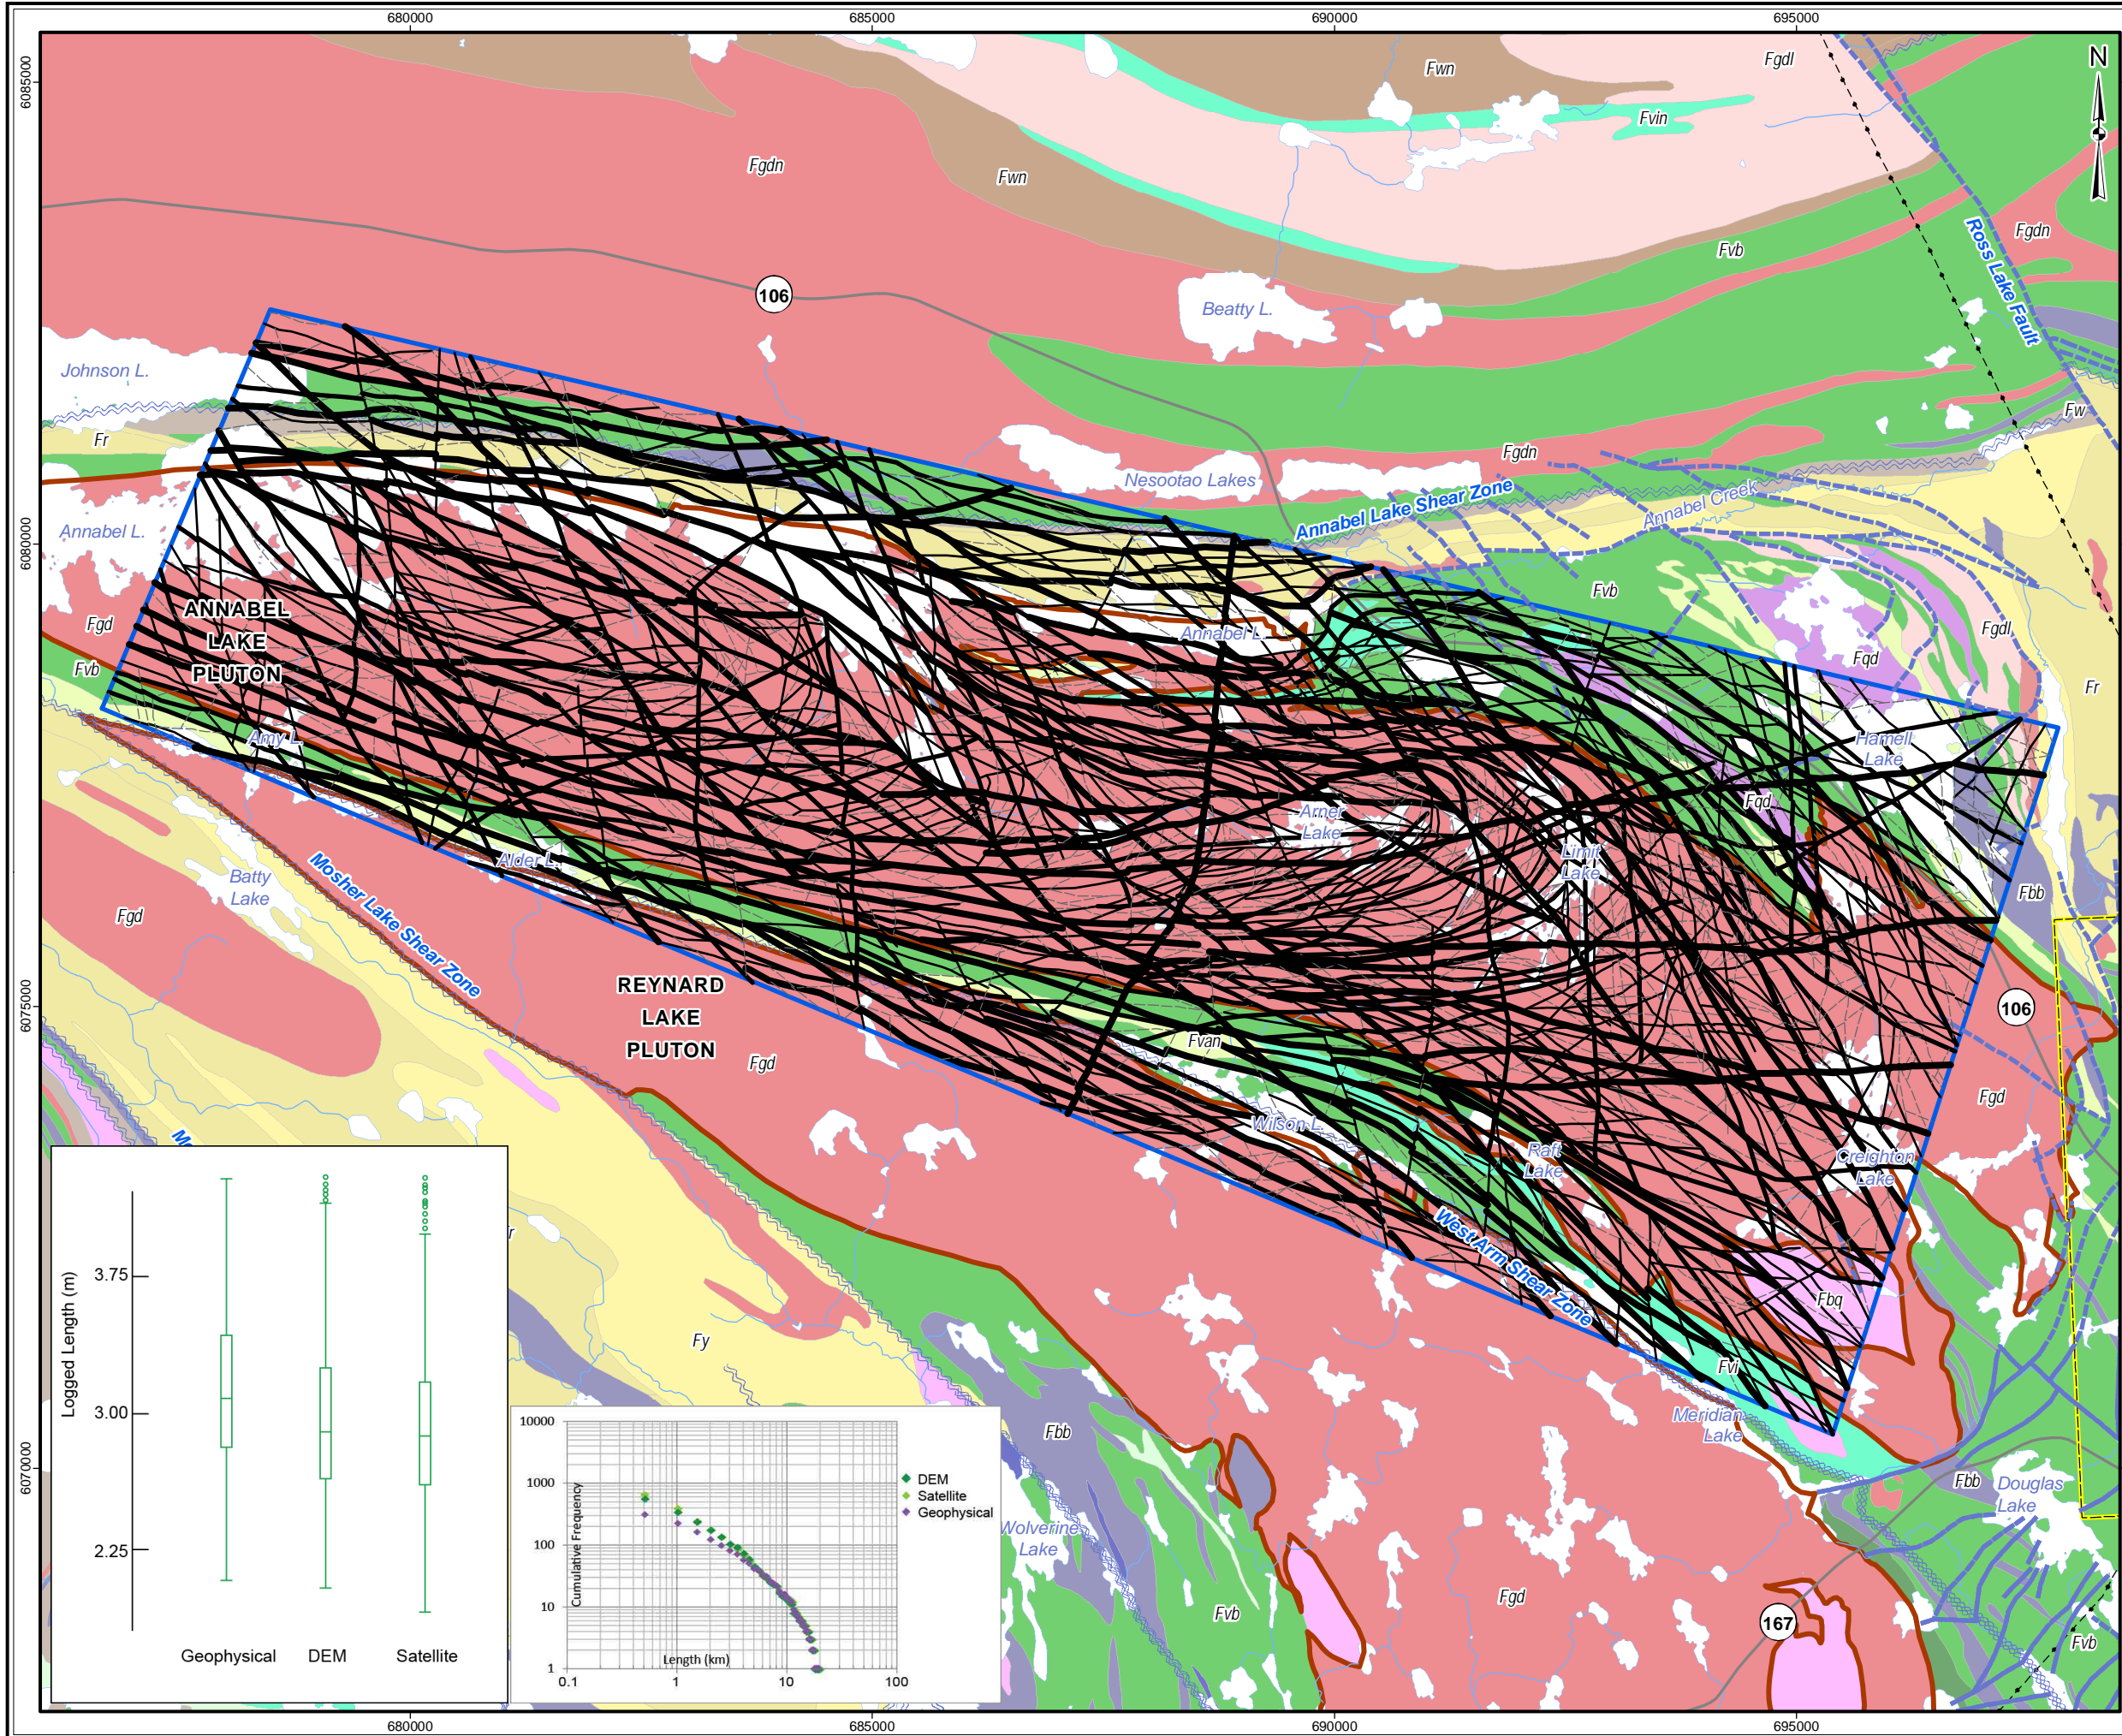 680000
685000
690000
695000
6085000
6080000
6075000
6070000
N
Fgdl
Fwn
Fvin
Fgdn
Fwn
Fvb
Fgdn
Ross Lake Fault
106
Beatty L.
Johnson L.
Fw
Fr
Fgdn
Nesootao Lakes
Annabel Lake Shear Zone
Annabel Creek
Annabel L.
Fvb
ANNABEL
LAKE
PLUTON
Fgd
Annabel L.
Fgdl
Fqd
Fvb
Fr
Amy L.
Hamell
Lake
Fqd
Arner
Lake
Limit
Lake
Alder L.
Batty
Lake
Mosher Lake Shear Zone
Fgd
Fbb
REYNARD
LAKE
PLUTON
106
Fvan
Fgd
Fgd
Wilson L.
Raft
Lake
Creighton
Lake
West Arm Shear Zone
Fbq
Fy
Fvi
Meridian
Lake
Fbb
Fbb
Douglas
Lake
Wolverine
Lake
Fgd
Fvb
167
Fvb
Logged Length (m)
3.75
3.00
2.25
Geophysical
DEM
Satellite
Cumulative Frequency
10000
1000
100
10
1
Length (km)
0.1
1
10
100
DEM
Satellite
Geophysical
680000
685000
690000
695000